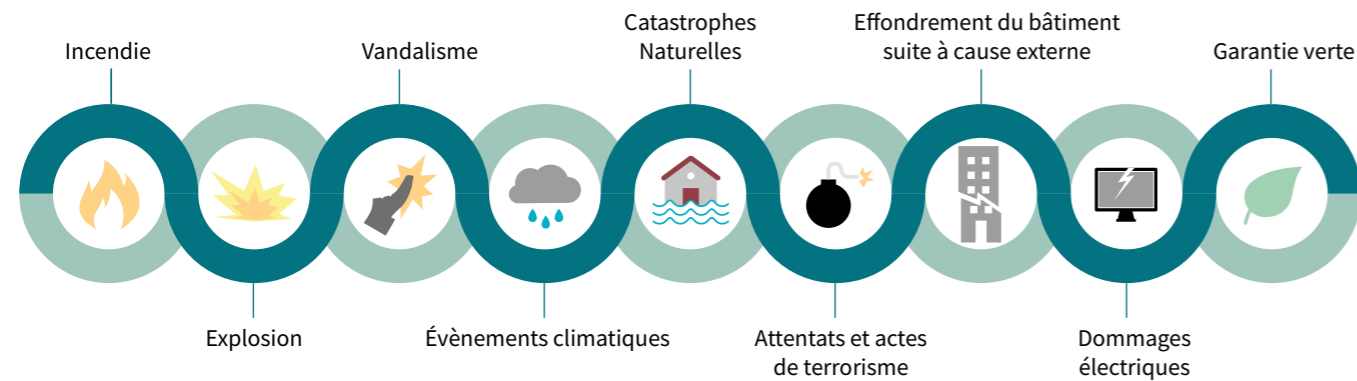 Incendie
Explosion
Vandalisme
Évènements climatiques
Catastrophes
Naturelles
Attentats et actes
de terrorisme
Effondrement du bâtiment
suite à cause externe
Dommages
électriques
Garantie verte